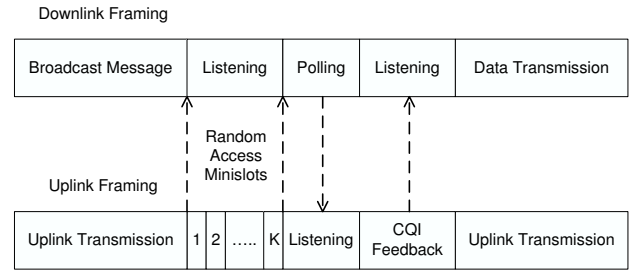 Downlink Framing
Broadcast Message
Listening
Polling
Listening
Data Transmission
Random
Access
Minislots
Uplink Framing
Uplink Transmission
1
2
.....
K
Listening
CQI
Feedback
Uplink Transmission